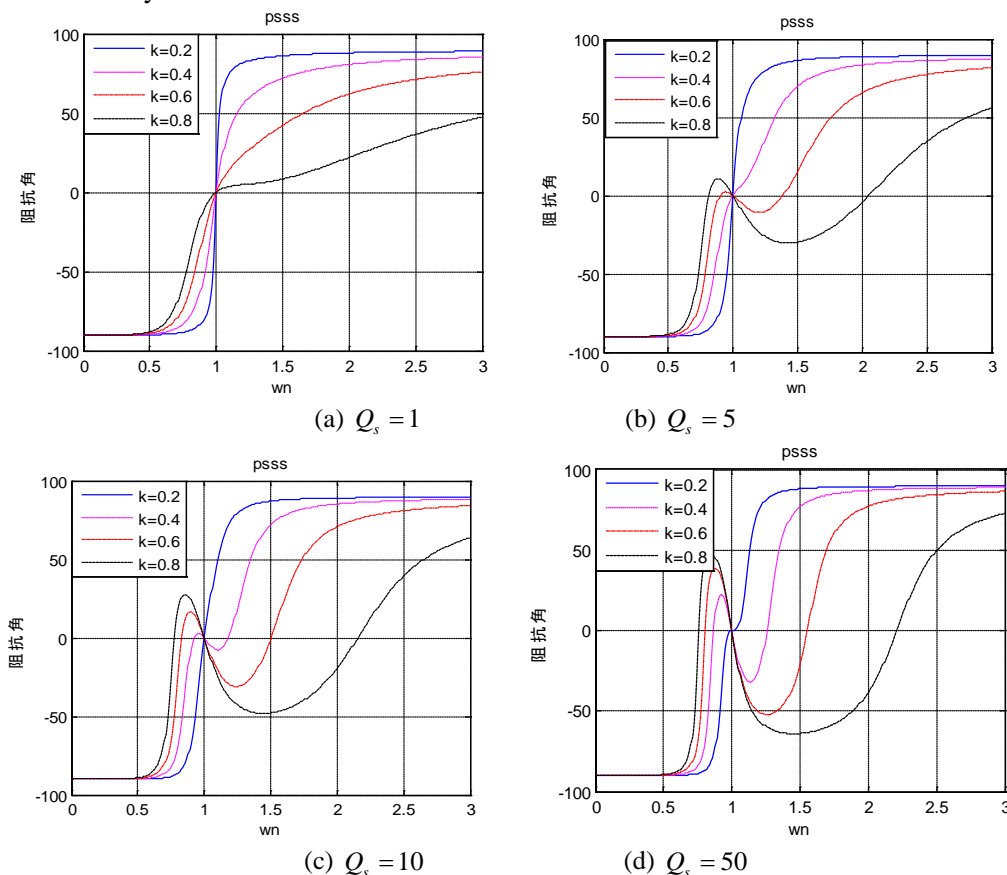 psss
100
50
0
-50
-100
阻抗角
k=0.2
k=0.4
k=0.6
k=0.8
0 0.5 1 1.5 2 2.5 3
wn
(a) Qs = 1
psss
100
50
0
-50
-100
阻抗角
k=0.2
k=0.4
k=0.6
k=0.8
0 0.5 1 1.5 2 2.5 3
wn
(b) Qs = 5
psss
100
50
0
-50
-100
阻抗角
k=0.2
k=0.4
k=0.6
k=0.8
0 0.5 1 1.5 2 2.5 3
wn
(c) Qs = 10
psss
100
50
0
-50
-100
阻抗角
k=0.2
k=0.4
k=0.6
k=0.8
0 0.5 1 1.5 2 2.5 3
wn
(d) Qs = 50